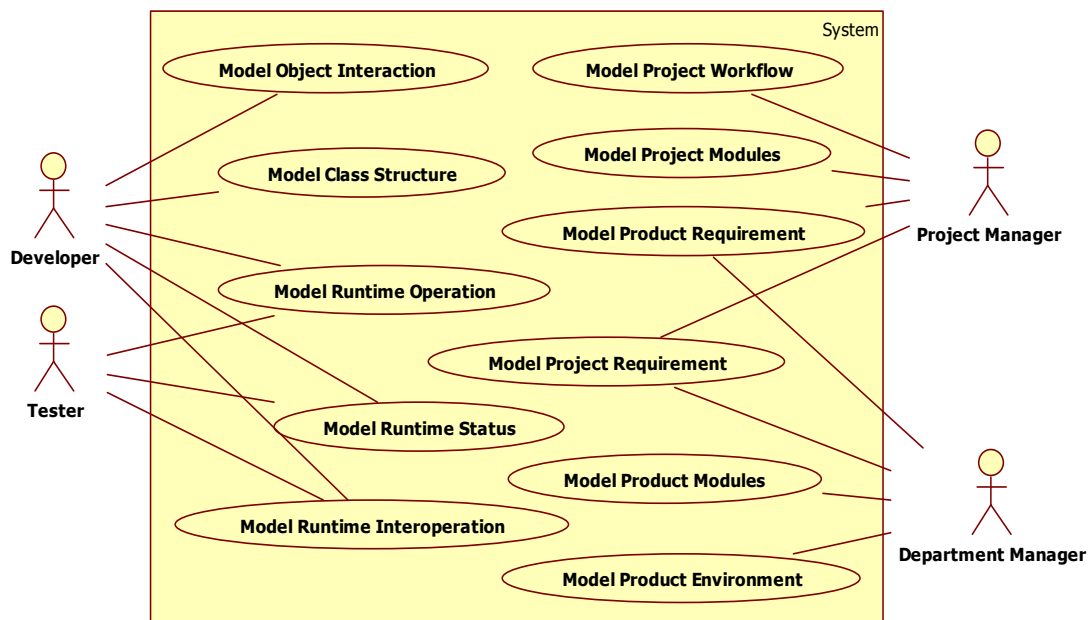 System
Model Object Interaction
Model Project Workflow
Model Project Modules
Model Class Structure
Model Product Requirement
Project Manager
Developer
Model Runtime Operation
Model Project Requirement
Tester
Model Runtime Status
Model Product Modules
Model Runtime Interoperation
Department Manager
Model Product Environment